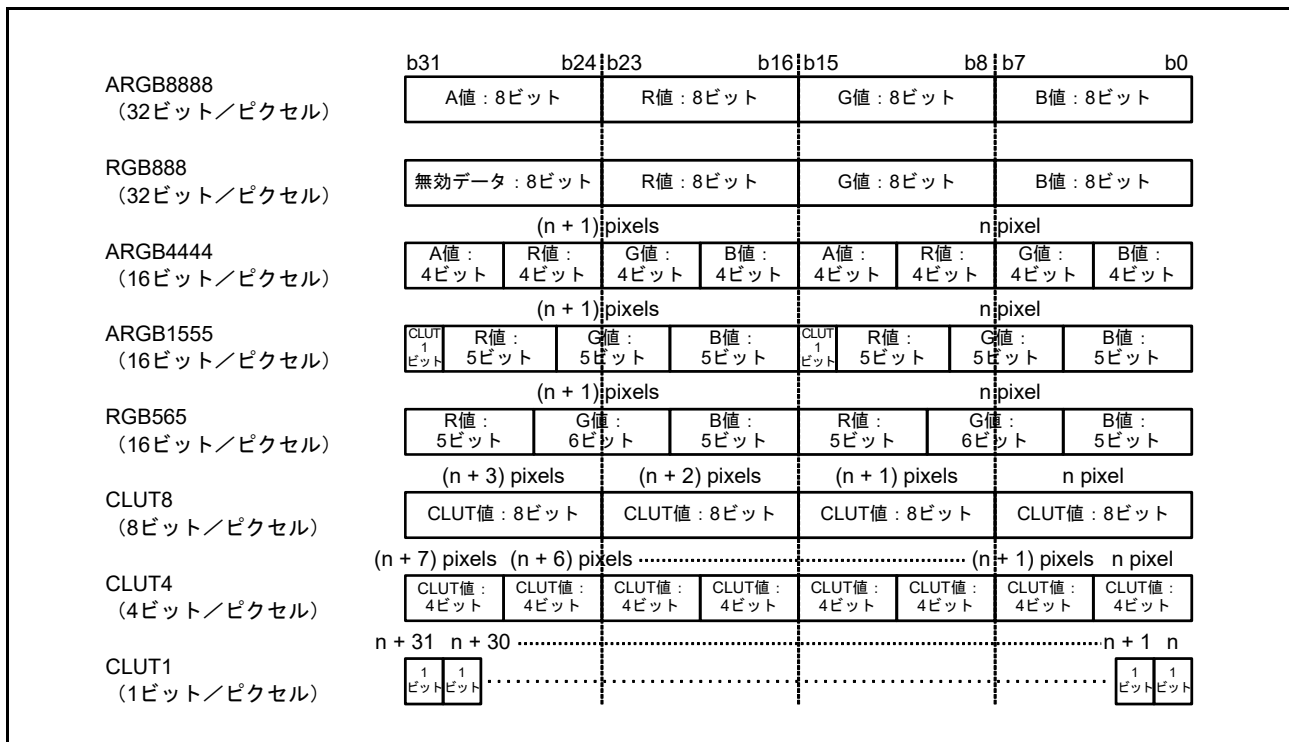 b31 b24 b23 b16 b15 b8 b7 b0
ARGB8888
（32ビット／ピクセル）
A値：8ビット R値：8ビット G値：8ビット B値：8ビット
RGB888
（32ビット／ピクセル）
無効データ：8ビット R値：8ビット G値：8ビット B値：8ビット
(n + 1) pixels n pixel
ARGB4444
（16ビット／ピクセル）
A値： R値： G値： B値： A値： R値： G値： B値：
4ビット 4ビット 4ビット 4ビット 4ビット 4ビット 4ビット 4ビット
(n + 1) pixels n pixel
ARGB1555
（16ビット／ピクセル）
CLUT 1 ビット R値： 5ビット G値： 5ビット B値： 5ビット CLUT 1 ビット R値： 5ビット G値： 5ビット B値： 5ビット
(n + 1) pixels n pixel
RGB565
（16ビット／ピクセル）
R値： G値： B値： R値： G値： B値：
5ビット 6ビット 5ビット 5ビット 6ビット 5ビット
(n + 3) pixels (n + 2) pixels (n + 1) pixels n pixel
CLUT8
（8ビット／ピクセル）
CLUT値：8ビット CLUT値：8ビット CLUT値：8ビット CLUT値：8ビット
(n + 7) pixels (n + 6) pixels (n + 1) pixels n pixel
CLUT4
（4ビット／ピクセル）
CLUT値： CLUT値： CLUT値： CLUT値： CLUT値： CLUT値： CLUT値： CLUT値：
4ビット 4ビット 4ビット 4ビット 4ビット 4ビット 4ビット 4ビット
n + 31 n + 30 n + 1 n
CLUT1
（1ビット／ピクセル）
1 1 1 1
ビット ビット ビット ビット